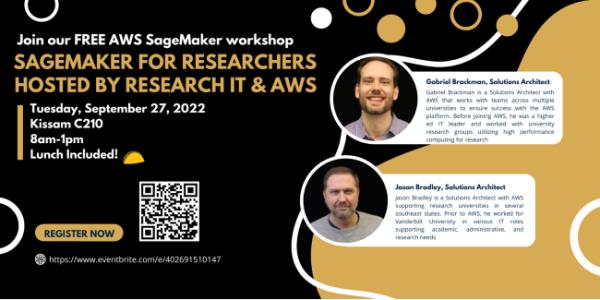 Join our FREE AWS SageMaker workshop
SAGEMAKER FOR RESEARCHERS
HOSTED BY RESEARCH IT & AWS
Tuesday, September 27, 2022
Kissam C210
8am-1pm
Lunch Included!
REGISTER NOW
https://www.eventbrite.com/e/402691510147
Gabriel Brackman, Solutions Architect
Gabriel Brackman is a Solutions Architect with
AWS that works with teams across multiple
universities to ensure success with the AWS
platform. Before joining AWS, he was a higher
ed IT leader and worked with university
research groups utilizing high performance
computing for research
Jason Bradley, Solutions Architect
Jason Bradley is a Solutions Architect with AWS
supporting research universities in several
southeast states. Prior to AWS, he worked for
Vanderbilt University in various IT roles
supporting academic, administrative, and
research needs